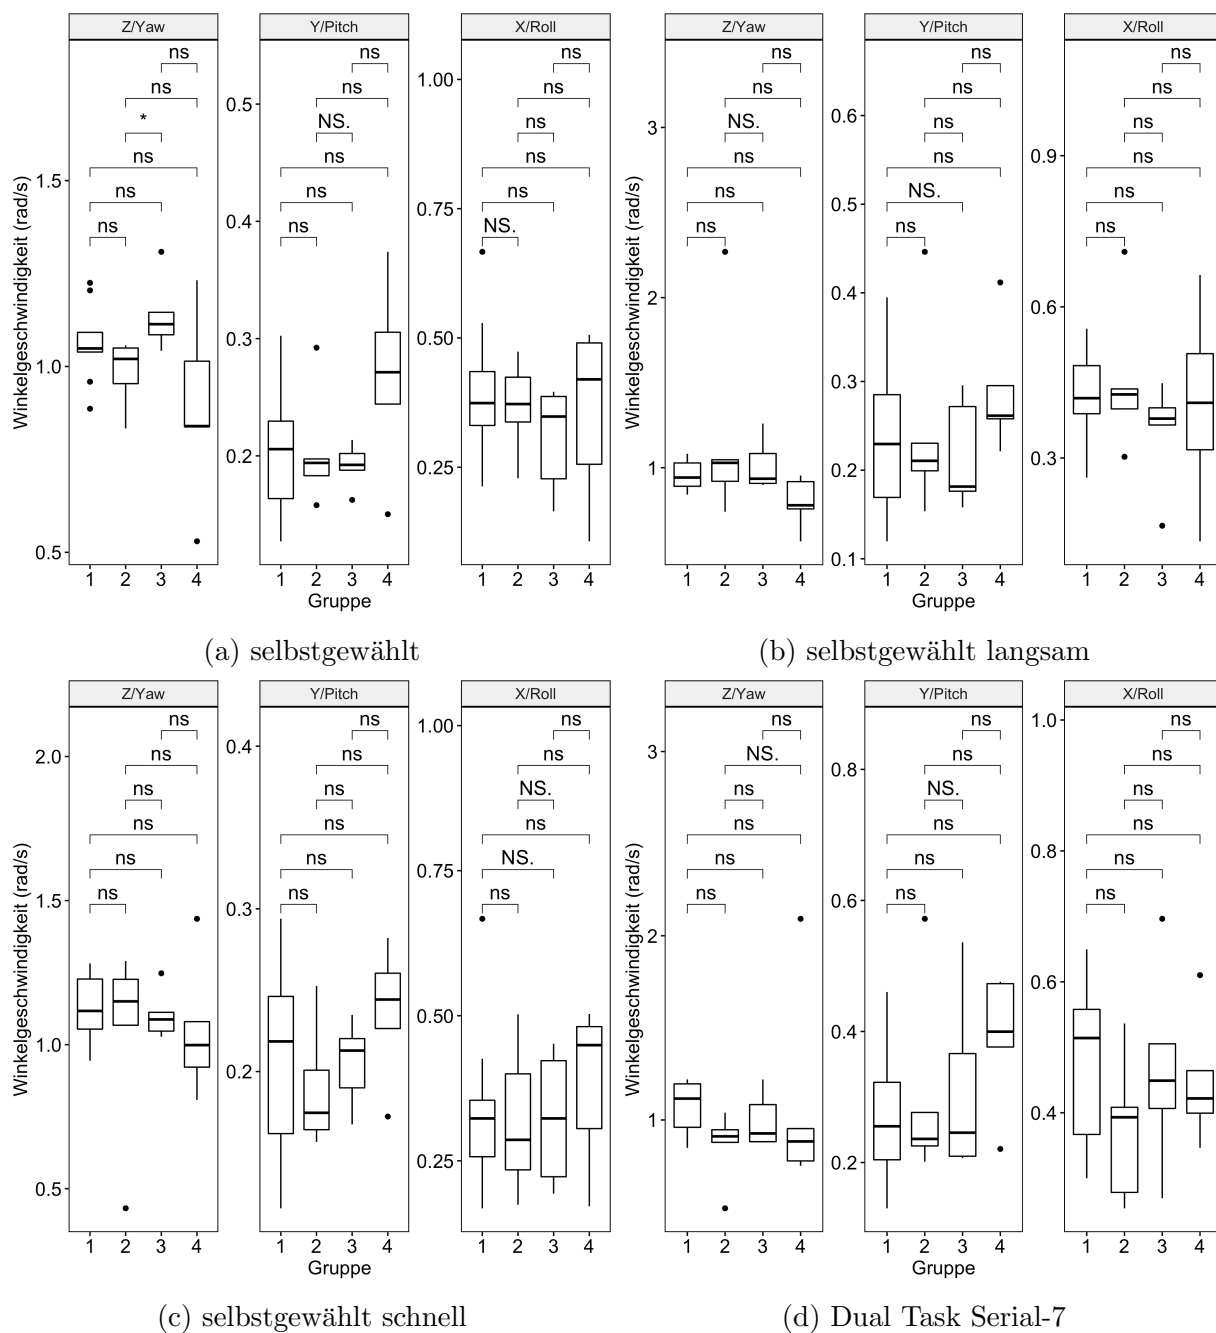 Z/Yaw Y/Pitch X/Roll
ns ns ns
ns ns ns
* NS. ns
ns ns ns
ns ns ns
ns ns NS.
Winkelgeschwindigkeit (rad/s)
1.5
1.0
0.5
0.5
0.4
0.3
0.2
1.00
0.75
0.50
0.25
1 2 3 4 1 2 3 4 1 2 3 4
Gruppe
(a) selbstgewählt
Z/Yaw Y/Pitch X/Roll
ns ns ns
ns ns ns
NS. ns ns
ns ns ns
ns NS. ns
ns ns ns
Winkelgeschwindigkeit (rad/s)
3
2
1
0.6
0.5
0.4
0.3
0.2
0.1
0.9
0.6
0.3
1 2 3 4 1 2 3 4 1 2 3 4
Gruppe
(b) selbstgewählt langsam
Z/Yaw Y/Pitch X/Roll
ns ns ns
ns ns ns
ns ns NS.
ns ns ns
ns ns NS.
ns ns ns
Winkelgeschwindigkeit (rad/s)
2.0
1.5
1.0
0.5
0.4
0.3
0.2
1.00
0.75
0.50
0.25
1 2 3 4 1 2 3 4 1 2 3 4
Gruppe
(c) selbstgewählt schnell
Z/Yaw Y/Pitch X/Roll
ns ns ns
NS. ns ns
ns NS. ns
ns ns ns
ns ns ns
ns ns ns
Winkelgeschwindigkeit (rad/s)
3
2
1
0.8
0.6
0.4
0.2
1.0
0.8
0.6
0.4
1 2 3 4 1 2 3 4 1 2 3 4
Gruppe
(d) Dual Task Serial-7